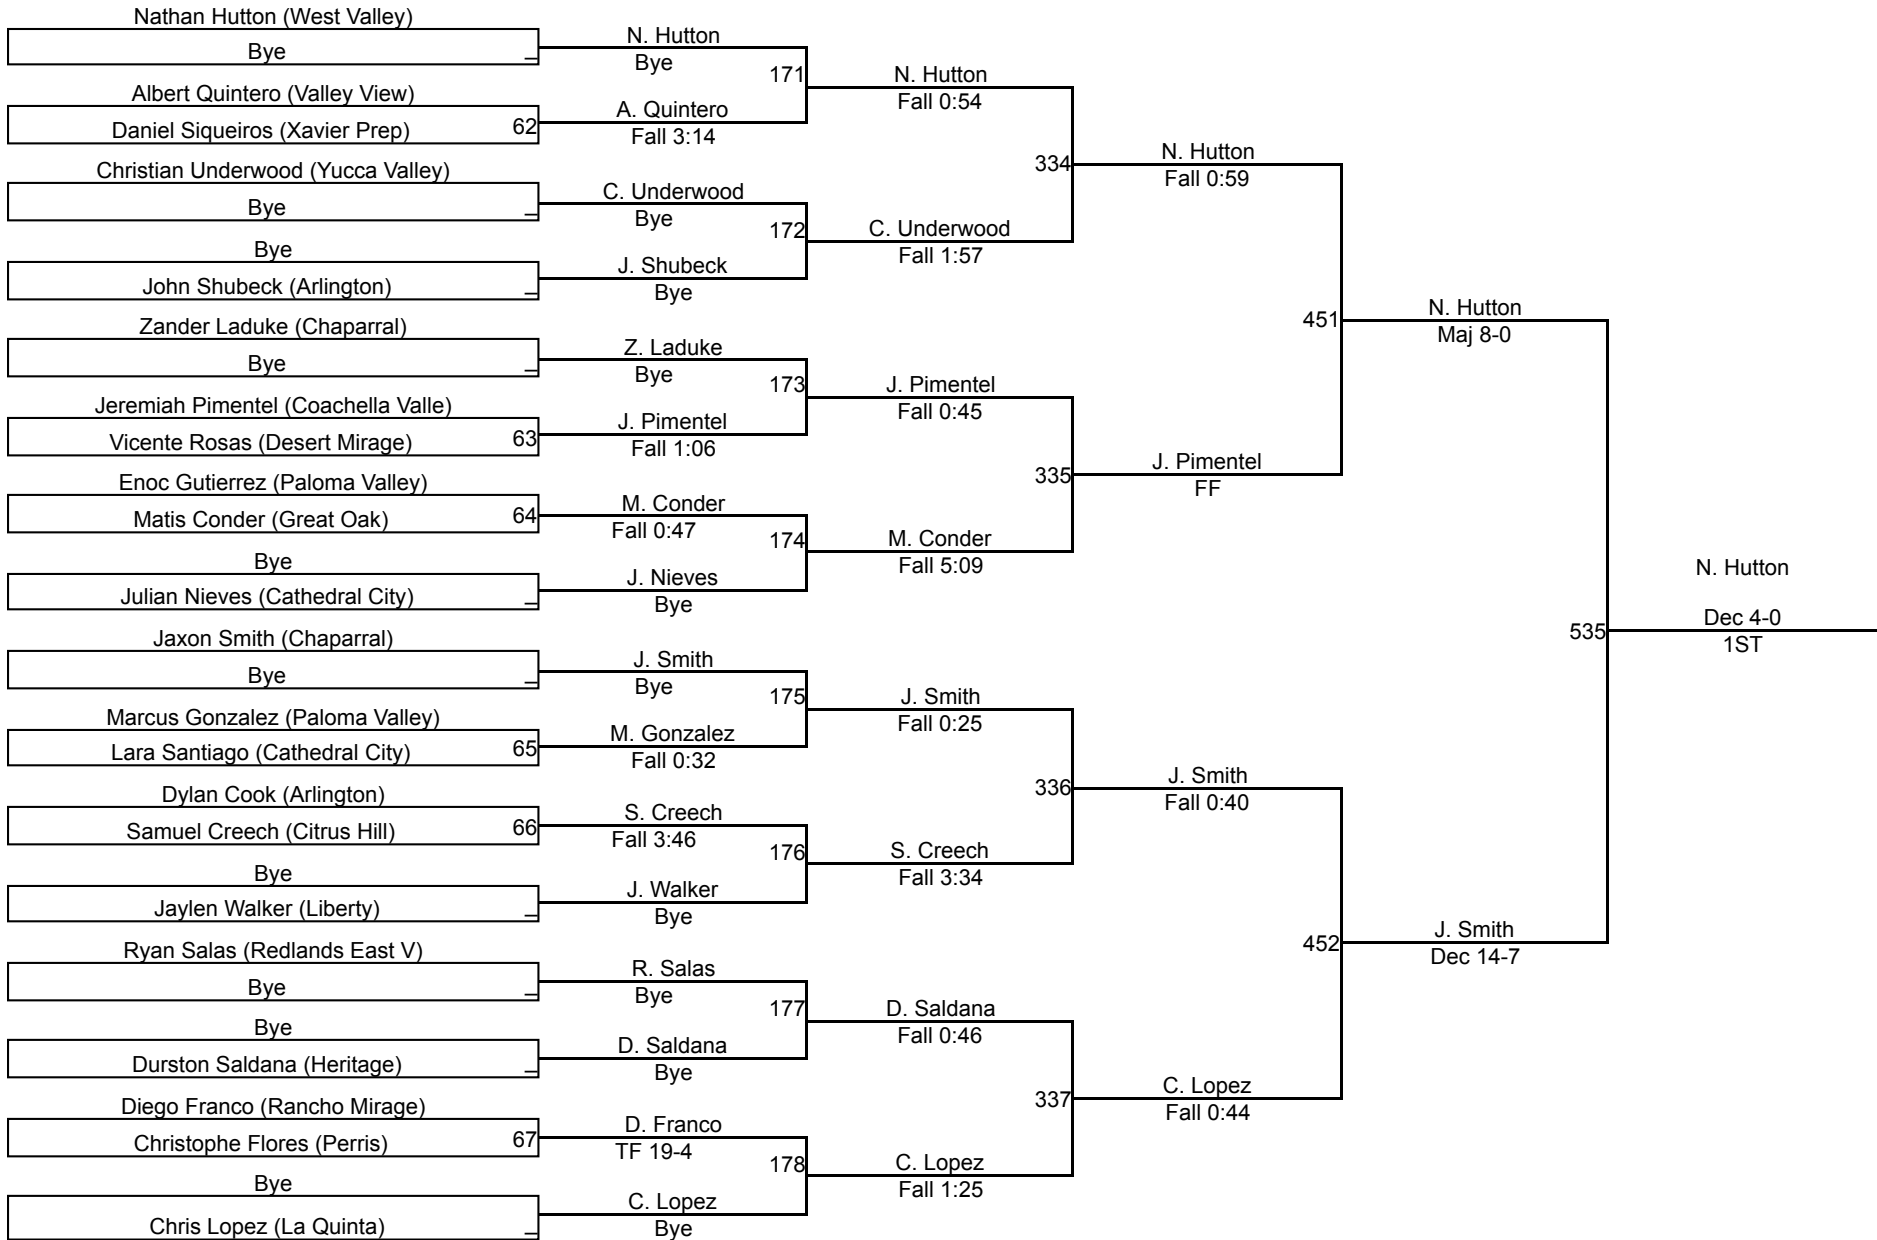 Nathan Hutton (West Valley)
Bye
_
Albert Quintero (Valley View)
Daniel Siqueiros (Xavier Prep)
62
Christian Underwood (Yucca Valley)
Bye
_
Bye
John Shubeck (Arlington)
_
Zander Laduke (Chaparral)
Bye
_
Jeremiah Pimentel (Coachella Valle)
Vicente Rosas (Desert Mirage)
63
Enoc Gutierrez (Paloma Valley)
Matis Conder (Great Oak)
64
Bye
Julian Nieves (Cathedral City)
_
Jaxon Smith (Chaparral)
Bye
_
Marcus Gonzalez (Paloma Valley)
Lara Santiago (Cathedral City)
65
Dylan Cook (Arlington)
Samuel Creech (Citrus Hill)
66
Bye
Jaylen Walker (Liberty)
_
Ryan Salas (Redlands East V)
Bye
_
Bye
Durston Saldana (Heritage)
_
Diego Franco (Rancho Mirage)
Christophe Flores (Perris)
67
Bye
Chris Lopez (La Quinta)
_
N. Hutton
Bye
171
A. Quintero
Fall 3:14
C. Underwood
Bye
172
J. Shubeck
Bye
Z. Laduke
Bye
173
J. Pimentel
Fall 1:06
M. Conder
Fall 0:47
174
J. Nieves
Bye
J. Smith
Bye
175
M. Gonzalez
Fall 0:32
S. Creech
Fall 3:46
176
J. Walker
Bye
R. Salas
Bye
177
D. Saldana
Bye
D. Franco
TF 19-4
178
C. Lopez
Bye
N. Hutton
Fall 0:54
334
C. Underwood
Fall 1:57
J. Pimentel
Fall 0:45
335
M. Conder
Fall 5:09
J. Smith
Fall 0:25
336
S. Creech
Fall 3:34
D. Saldana
Fall 0:46
337
C. Lopez
Fall 1:25
N. Hutton
Fall 0:59
451
J. Pimentel
FF
J. Smith
Fall 0:40
452
C. Lopez
Fall 0:44
N. Hutton
Maj 8-0
535
J. Smith
Dec 14-7
N. Hutton
Dec 4-0
1ST